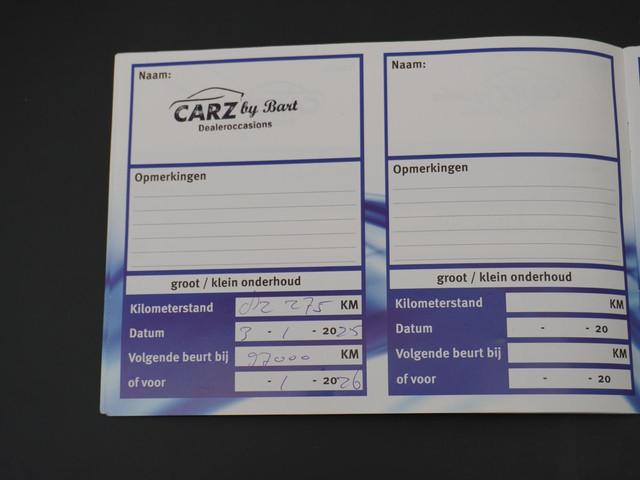 Naam:
CARZ by Bart
Dealeroccasions
Opmerkingen
groot / klein onderhoud
Kilometerstand 275 KM
Datum 3 - 1 - 2025
Volgende beurt bij 97000 KM
of voor - 1 - 2026
Naam:
Opmerkingen
groot / klein onderhoud
Kilometerstand KM
Datum - - 20
Volgende beurt bij KM
of voor - - 20